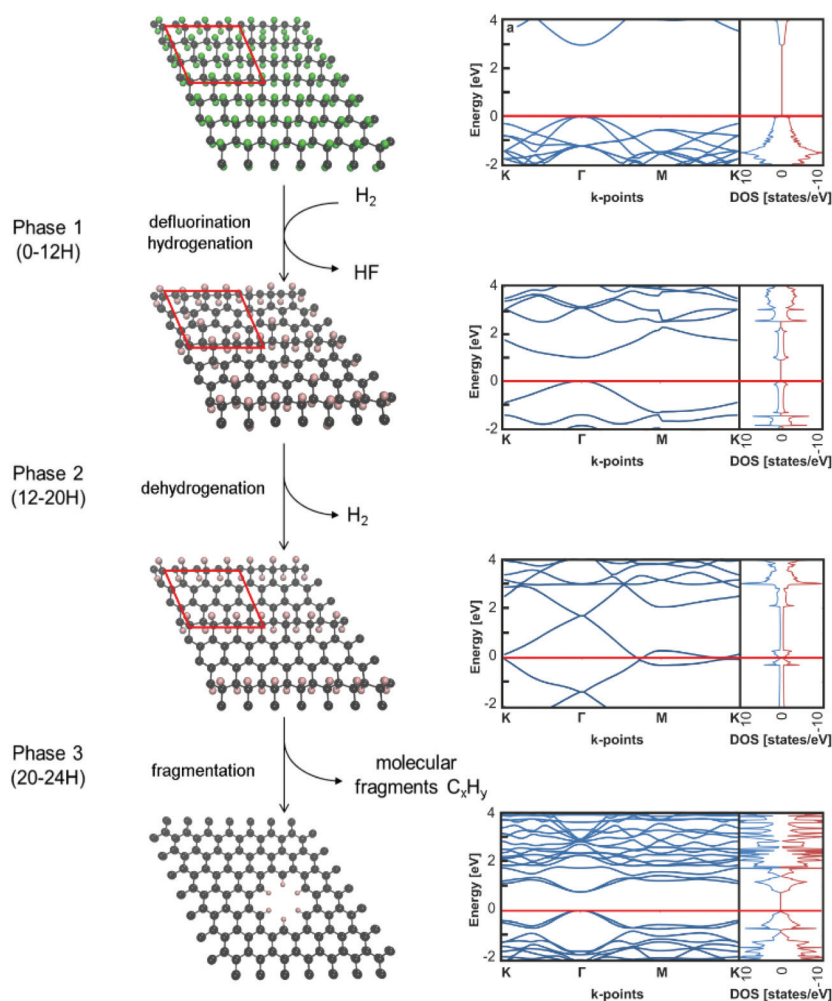 a
4
2
0
-2
Energy [eV]
K
Γ
M
K
10
0
-10
k-points
DOS [states/eV]
Phase 1
(0-12H)
defluorination
hydrogenation
H2
HF
4
2
0
-2
Energy [eV]
K
Γ
M
K
10
0
-10
k-points
DOS [states/eV]
Phase 2
(12-20H)
dehydrogenation
H2
4
2
0
-2
Energy [eV]
K
Γ
M
K
10
0
-10
k-points
DOS [states/eV]
Phase 3
(20-24H)
fragmentation
molecular
fragments CxHy
4
2
0
-2
Energy [eV]
K
Γ
M
K
10
0
-10
k-points
DOS [states/eV]